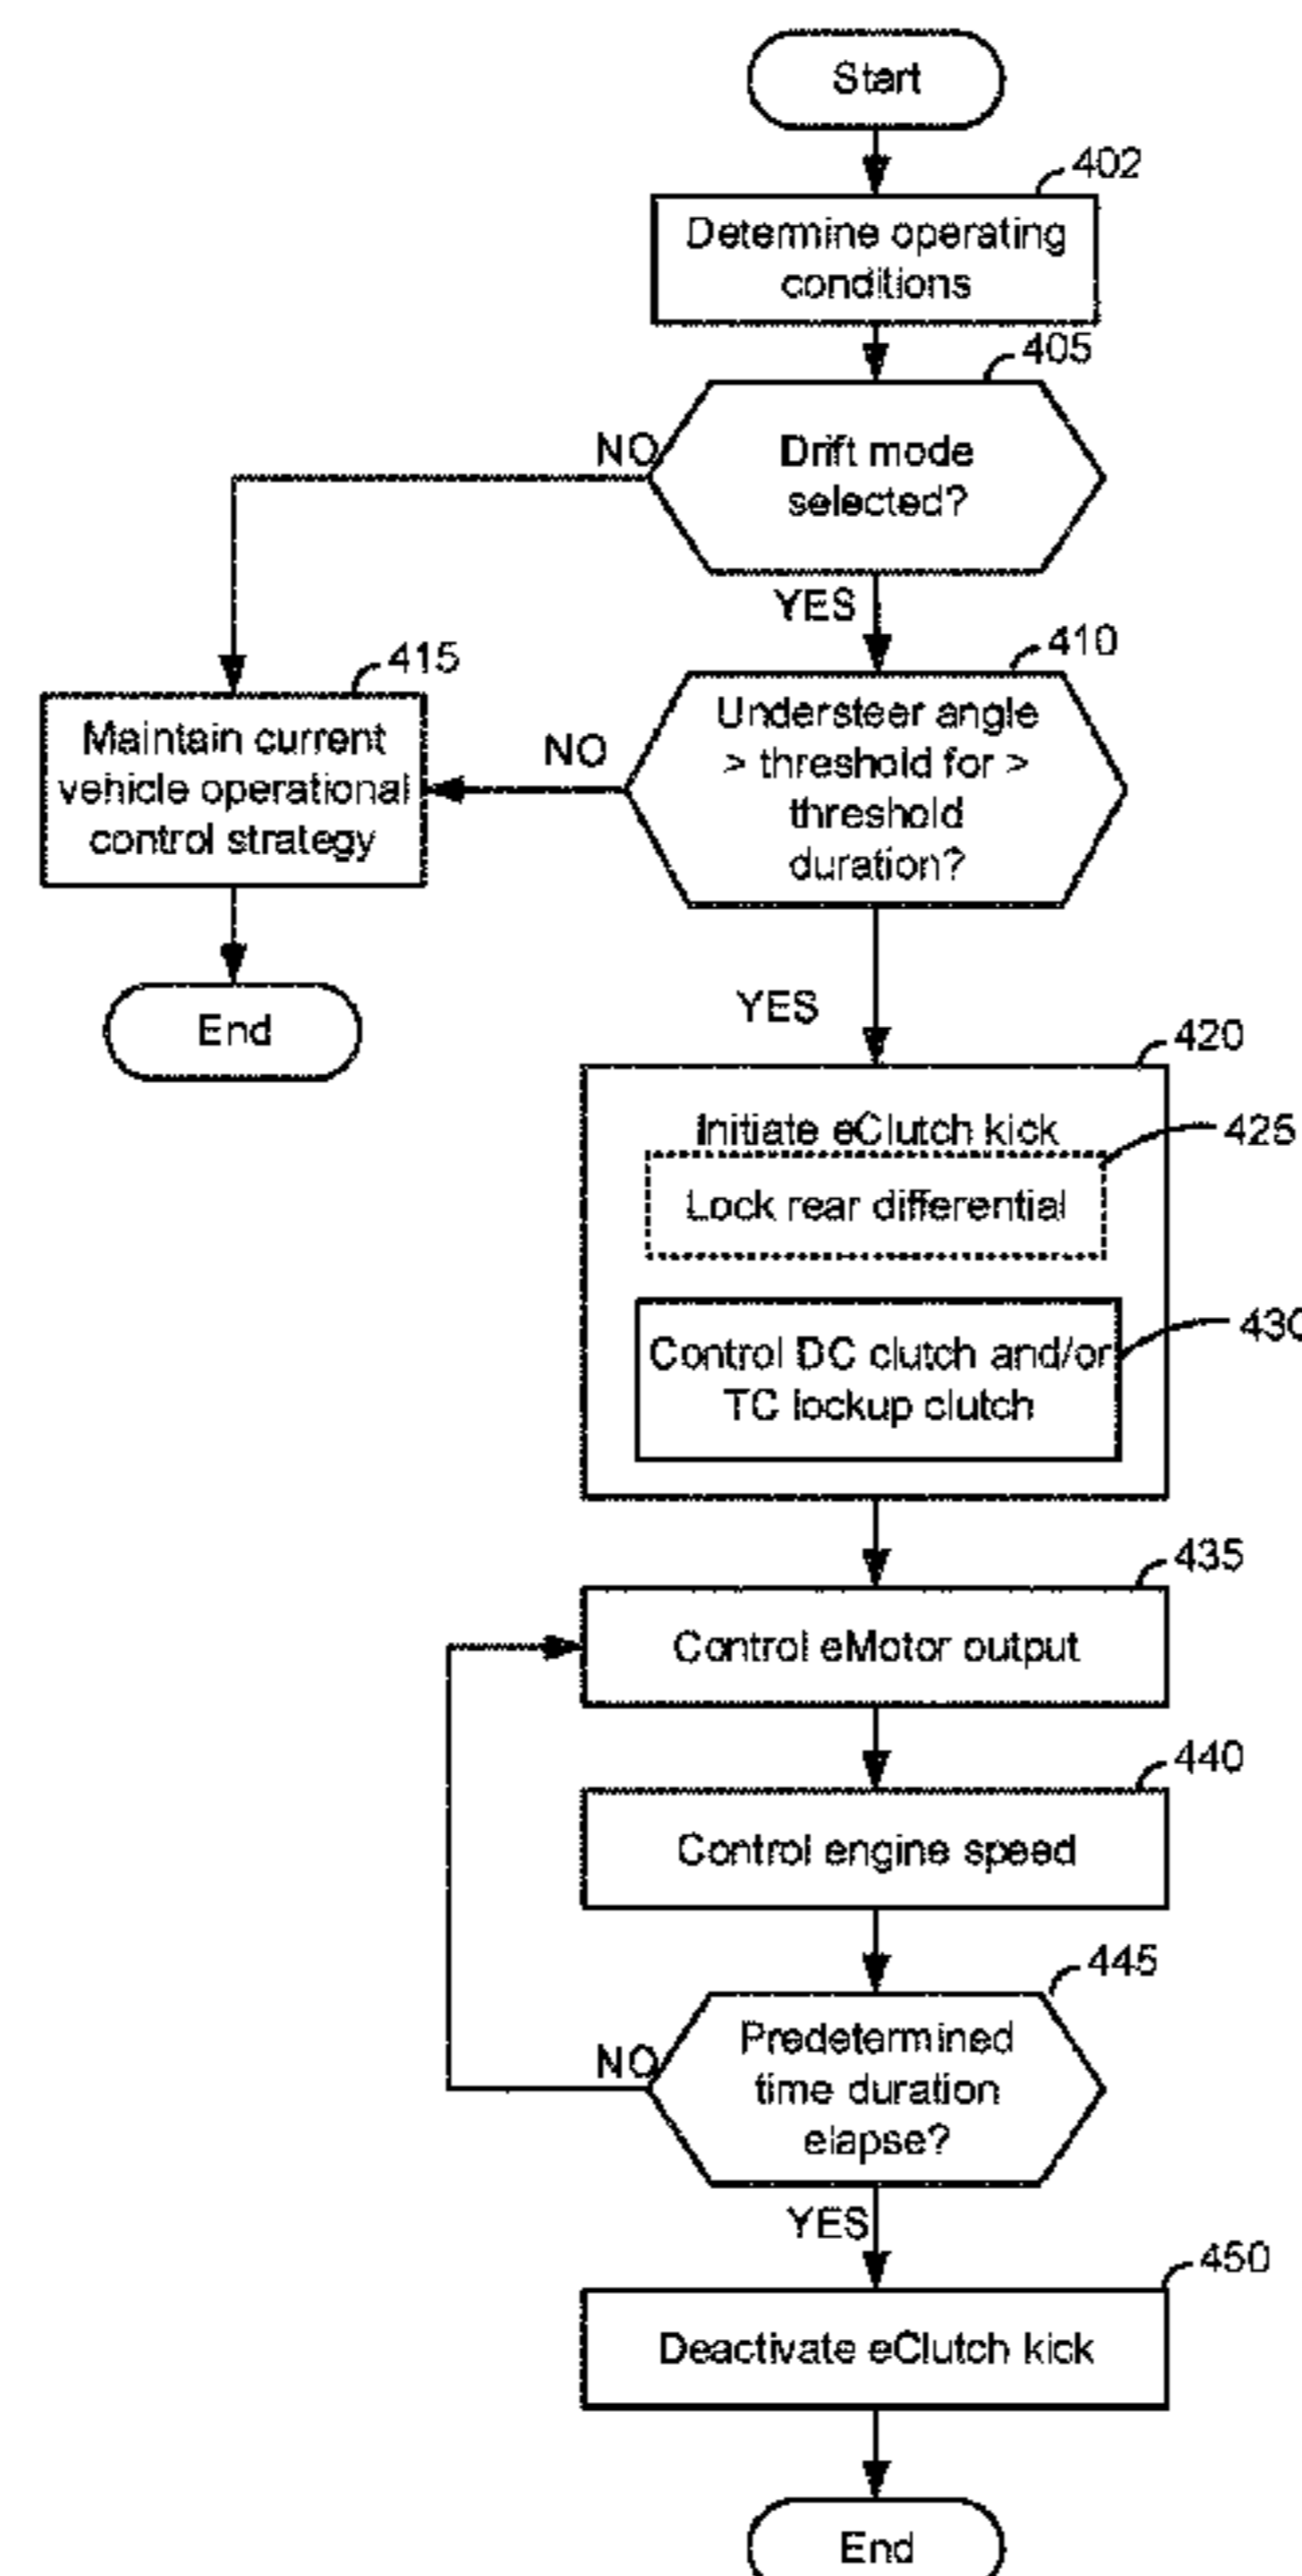 Start
402
Determine operating
conditions
405
Drift mode
selected?
NO
YES
410
Understeer angle
> threshold for >
threshold
duration?
NO
415
Maintain current
vehicle operational
control strategy
End
YES
420
Initiate eClutch kick
425
Lock rear differential
430
Control DC clutch and/or
TC lockup clutch
435
Control eMotor output
440
Control engine speed
445
Predetermined
time duration
elapse?
NO
YES
450
Deactivate eClutch kick
End